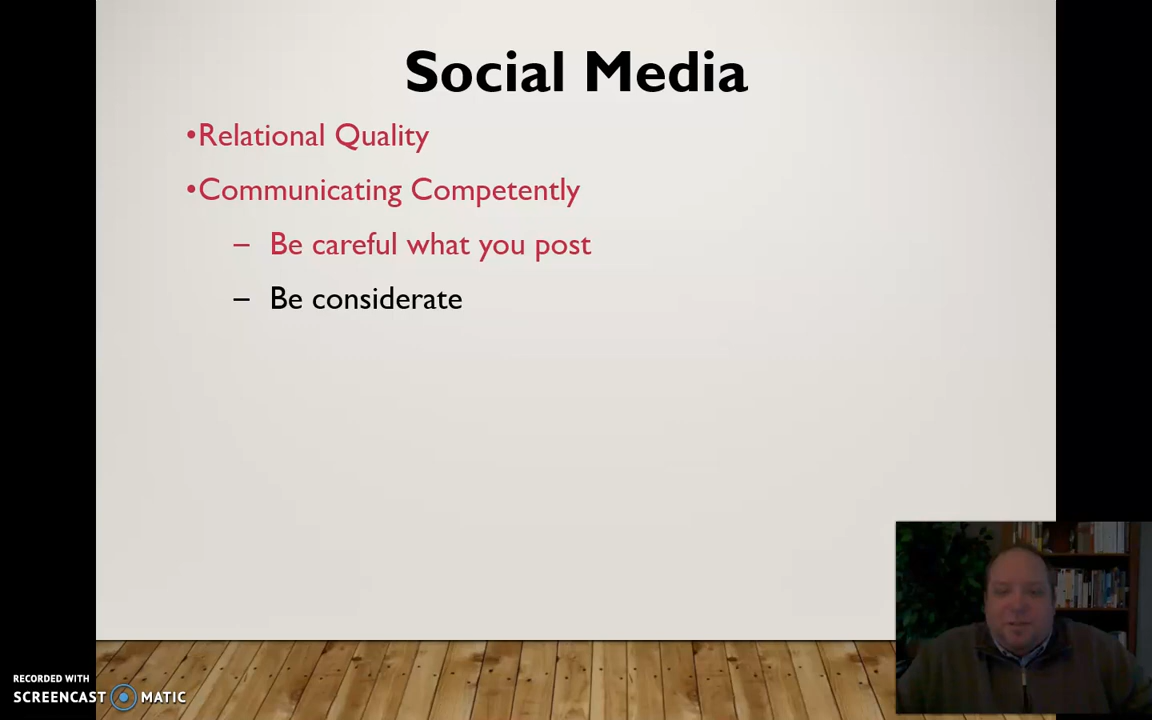 Social Media
•Relational Quality
•Communicating Competently
– Be careful what you post
– Be considerate
RECORDED WITH
SCREENCAST MATIC